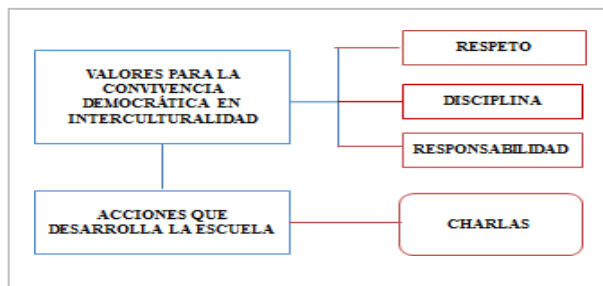 VALORES PARA LA
CONVIVENCIA
DEMOCRÁTICA EN
INTERCULTURALIDAD
RESPETO
DISCIPLINA
RESPONSABILIDAD
ACCIONES QUE
DESARROLLA LA ESCUELA
CHARLAS